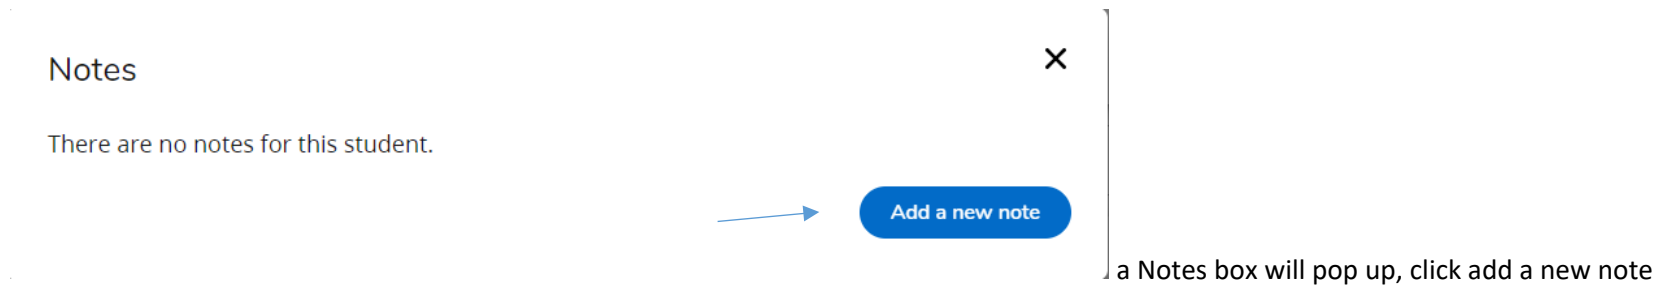 Notes
There are no notes for this student.
Add a new note
a Notes box will pop up, click add a new note